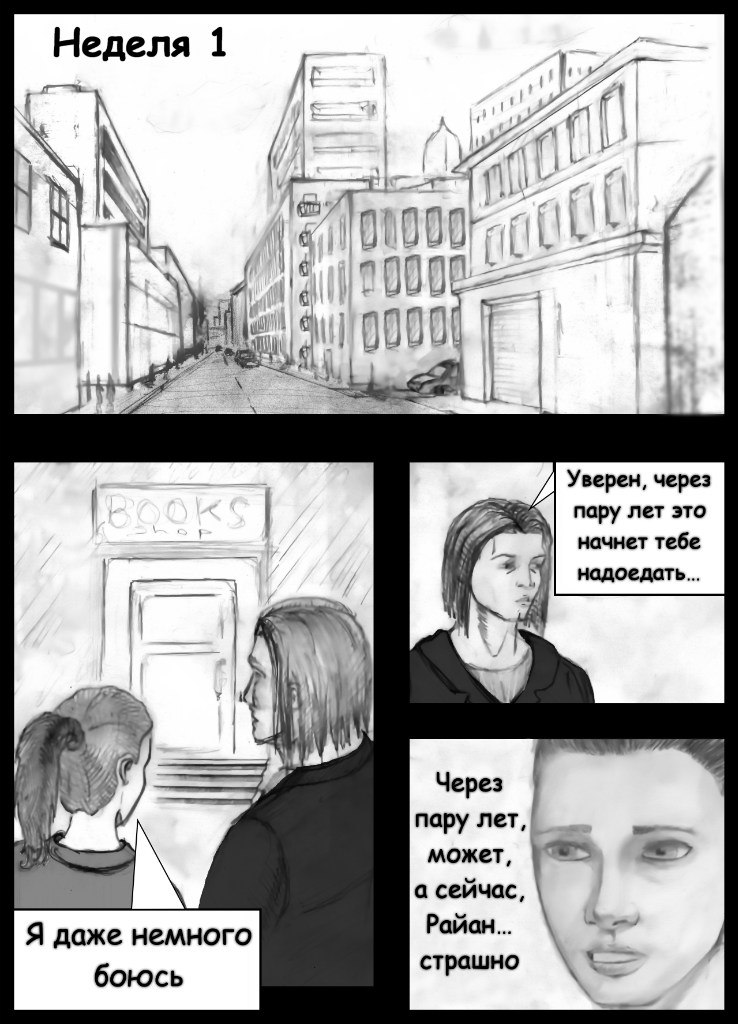 Неделя 1
BOOKS
SHOP
Я даже немного
боюсь
Уверен, через
пару лет это
начнет тебе
надоедать...
Через
пару лет,
может,
а сейчас,
Райан...
страшно